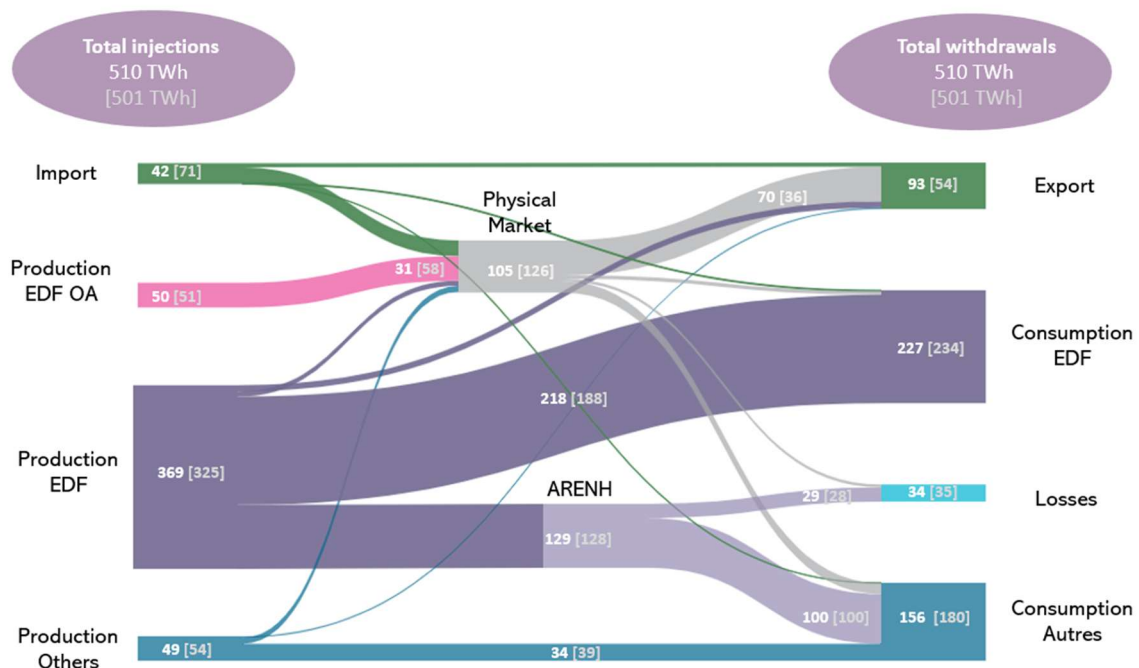 Total injections
510 TWh
[501 TWh]
Total withdrawals
510 TWh
[501 TWh]
Import
42 [71]
Physical
Market
70 [36]
93 [54]
Export
Production
EDF OA
50 [51]
31 [58]
105 [126]
Consumption
EDF
227 [234]
218 [188]
Production
EDF
369 [325]
ARENH
129 [128]
29 [28]
34 [35]
Losses
100 [100]
156 [180]
Consumption
Autres
Production
Others
49 [54]
34 [39]